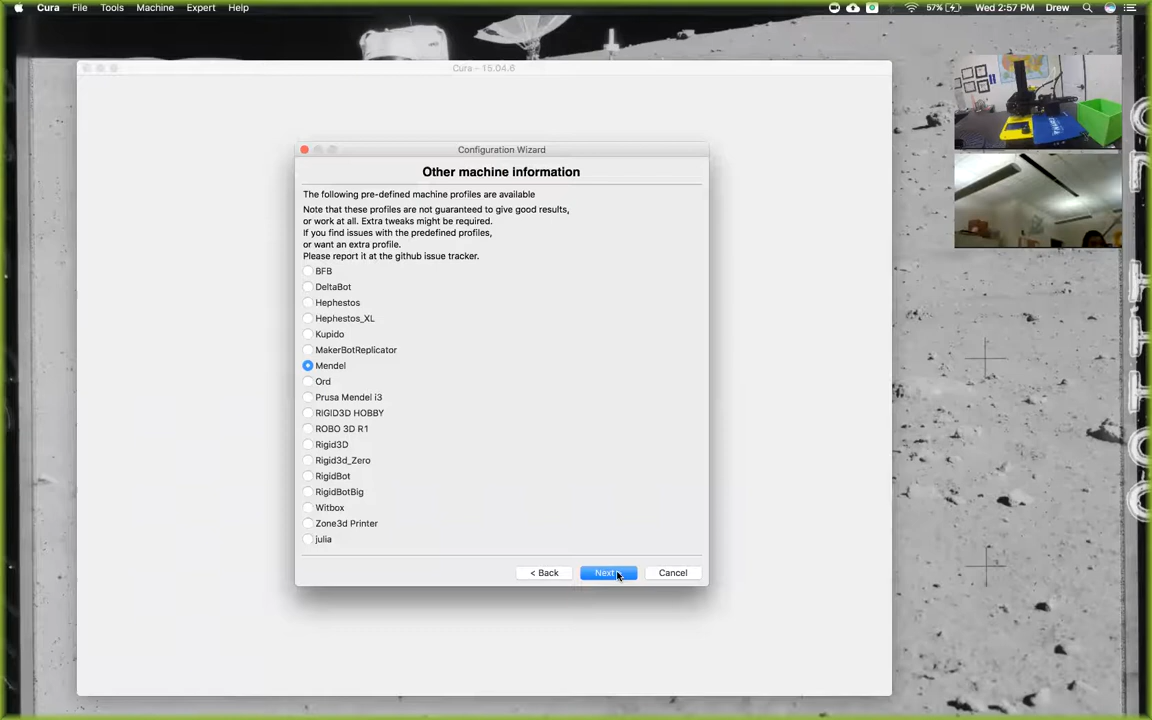 Cura File Tools Machine Expert Help 57% Wed 2:57 PM Drew
Cura - 15.04.6
Configuration Wizard
Other machine information
The following pre-defined machine profiles are available
Note that these profiles are not guaranteed to give good results,
or work at all. Extra tweaks might be required.
If you find issues with the predefined profiles,
or want an extra profile.
Please report it at the github issue tracker.
BFB
DeltaBot
Hephestos
Hephestos_XL
Kupido
MakerBotReplicator
Mendel
Ord
Prusa Mendel i3
RIGID3D HOBBY
ROBO 3D R1
Rigid3D
Rigid3d_Zero
RigidBot
RigidBotBig
Witbox
Zone3d Printer
julia
< Back Next > Cancel